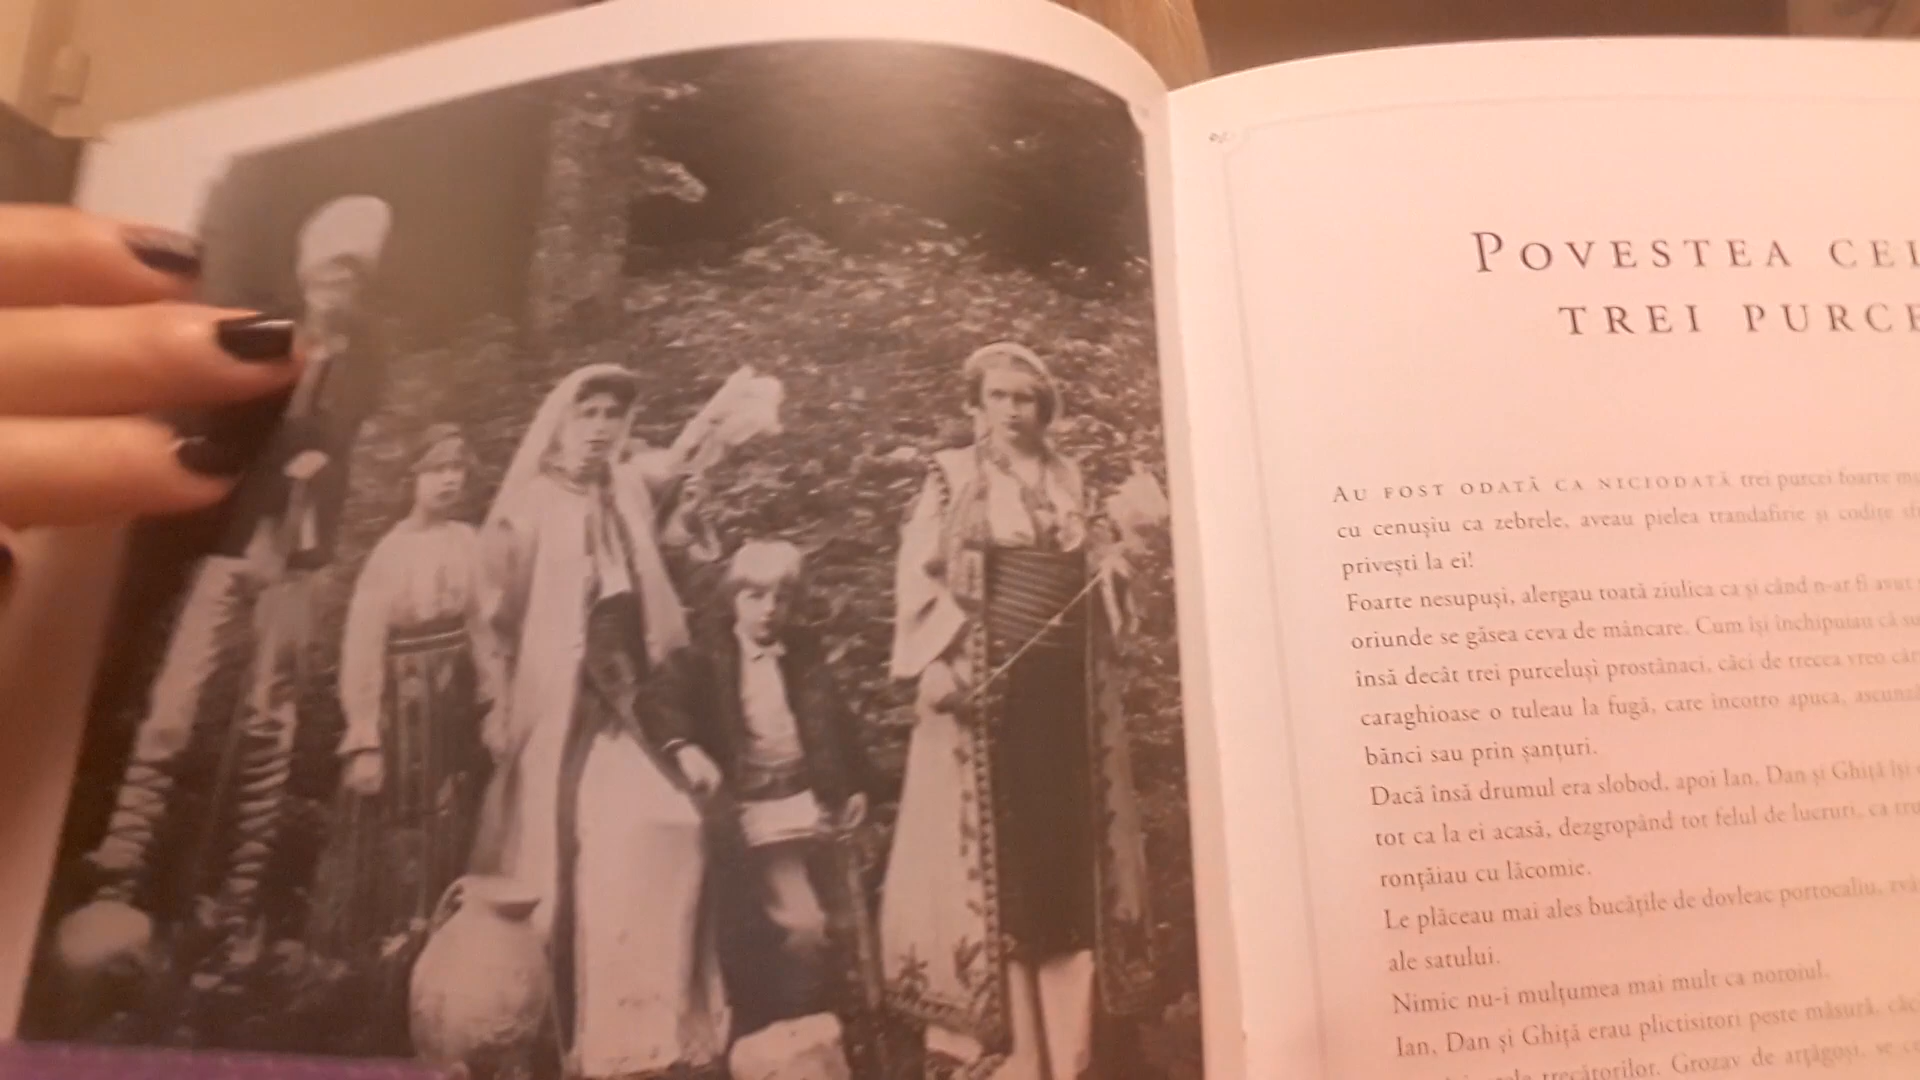 POVESTEA CEL
TREI PURCE
AU FOST ODATĂ CA NICIODATĂ trei purcei foarte
cu cenușiu ca zebrele, aveau pielea trandafirie și codițe
privești la ei!
Foarte nesupuși, alergau toată ziulica ca și când n-ar fi avut
oriunde se găsea ceva de mâncare. Cum își închipuiau că
însă decât trei purceluși prostănaci, căci de trecea vreo
caraghioase o tuleau la fugă, care încotro apuca,
bănci sau prin șanțuri.
Dacă însă drumul era slobod, apoi Ian, Dan și Ghiță își
tot ca la ei acasă, dezgropând tot felul de lucruri, ca
ronțăiau cu lăcomie.
Le plăceau mai ales bucățile de dovleac portocaliu,
ale satului.
Nimic nu-i mulțumea mai mult ca noroiul.
Ian, Dan și Ghiță erau plictisitori peste măsură,
trecătorilor. Grozav de arțăgoși, se